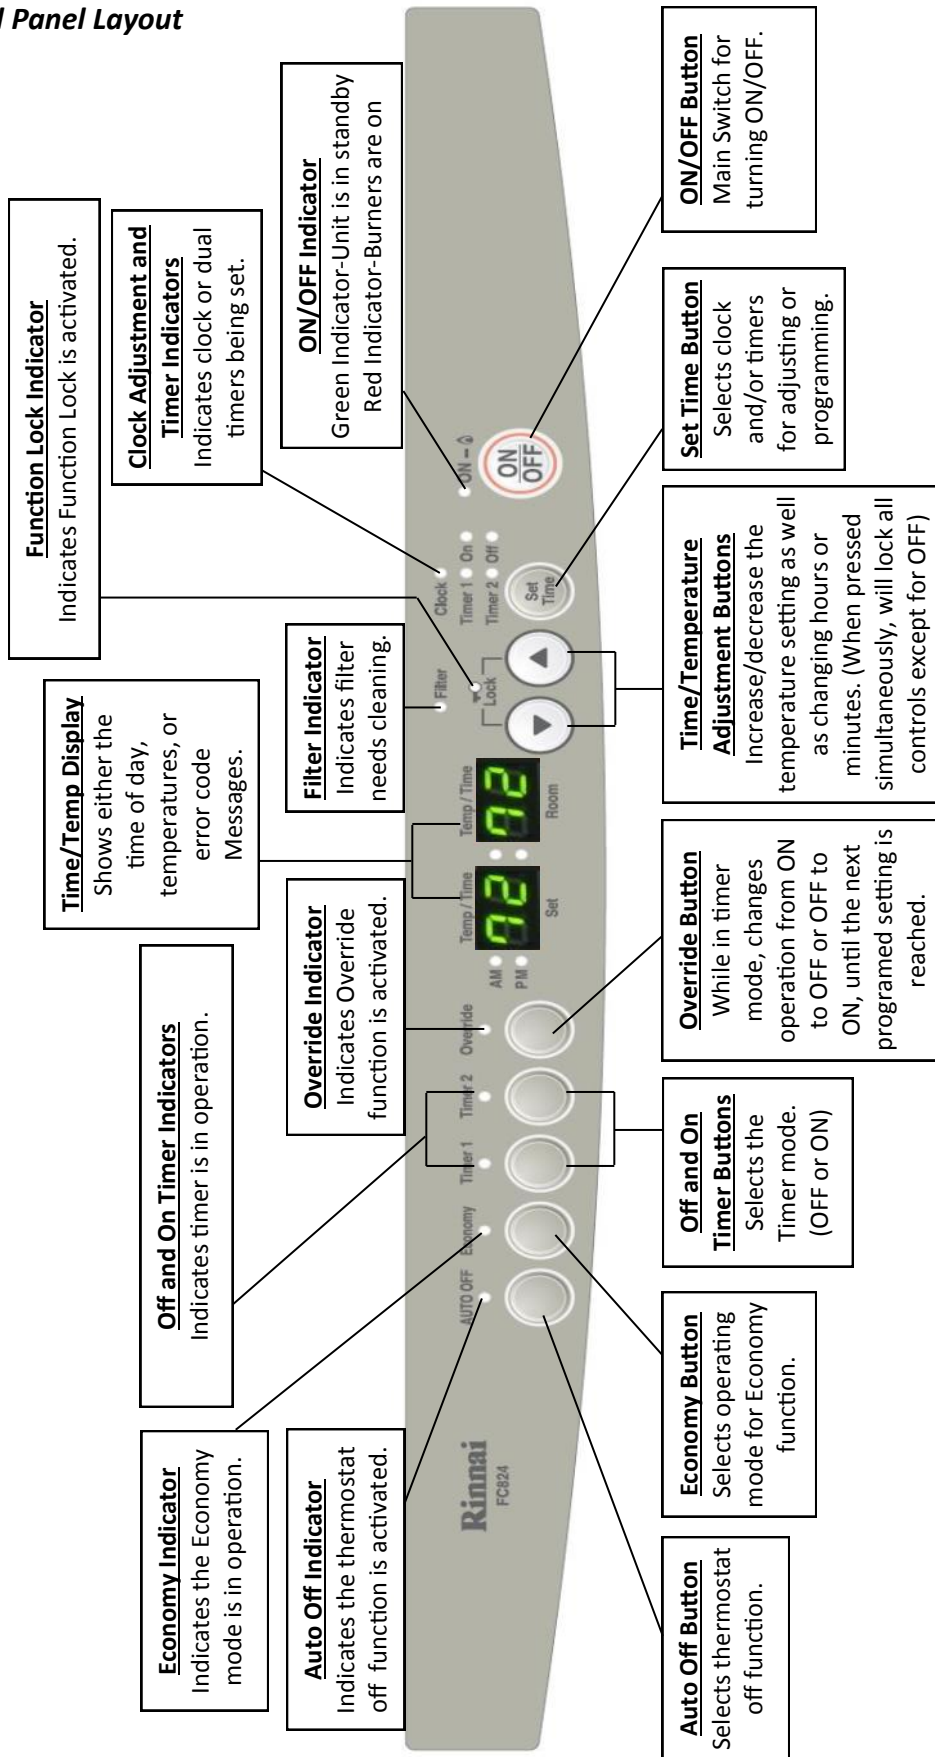 l Panel Layout
Function Lock Indicator
Indicates Function Lock is activated.
Clock Adjustment and
Timer Indicators
Indicates clock or dual
timers being set.
ON/OFF Indicator
Green Indicator-Unit is in standby
Red Indicator-Burners are on
Time/Temp Display
Shows either the
time of day,
temperatures, or
error code
Messages.
Filter Indicator
Indicates filter
needs cleaning.
Off and On Timer Indicators
Indicates timer is in operation.
Override Indicator
Indicates Override
function is activated.
Economy Indicator
Indicates the Economy
mode is in operation.
Auto Off Indicator
Indicates the thermostat
off function is activated.
Rinnai
FC824
AUTO OFF
Economy
Timer 1
Timer 2
Override
AM
PM
Temp / Time
72
Set
Temp / Time
72
Room
Filter
Lock
Clock
Timer 1 On
Timer 2 Off
Set
Time
ON
ON
OFF
Auto Off Button
Selects thermostat
off function.
Economy Button
Selects operating
mode for Economy
function.
Off and On
Timer Buttons
Selects the
Timer mode.
(OFF or ON)
Override Button
While in timer
mode, changes
operation from ON
to OFF or OFF to
ON, until the next
programed setting is
reached.
Time/Temperature
Adjustment Buttons
Increase/decrease the
temperature setting as well
as changing hours or
minutes. (When pressed
simultaneously, will lock all
controls except for OFF)
Set Time Button
Selects clock
and/or timers
for adjusting or
programming.
ON/OFF Button
Main Switch for
turning ON/OFF.